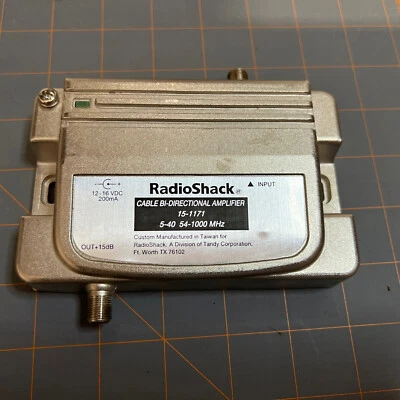 RadioShack®
▲ INPUT
12-16 VDC
200mA
CABLE BI-DIRECTIONAL AMPLIFIER
15-1171
5-40 54-1000 MHz
Custom Manufactured in Taiwan for
RadioShack, A Division of Tandy Corporation,
Ft. Worth TX 76102
OUT+15dB